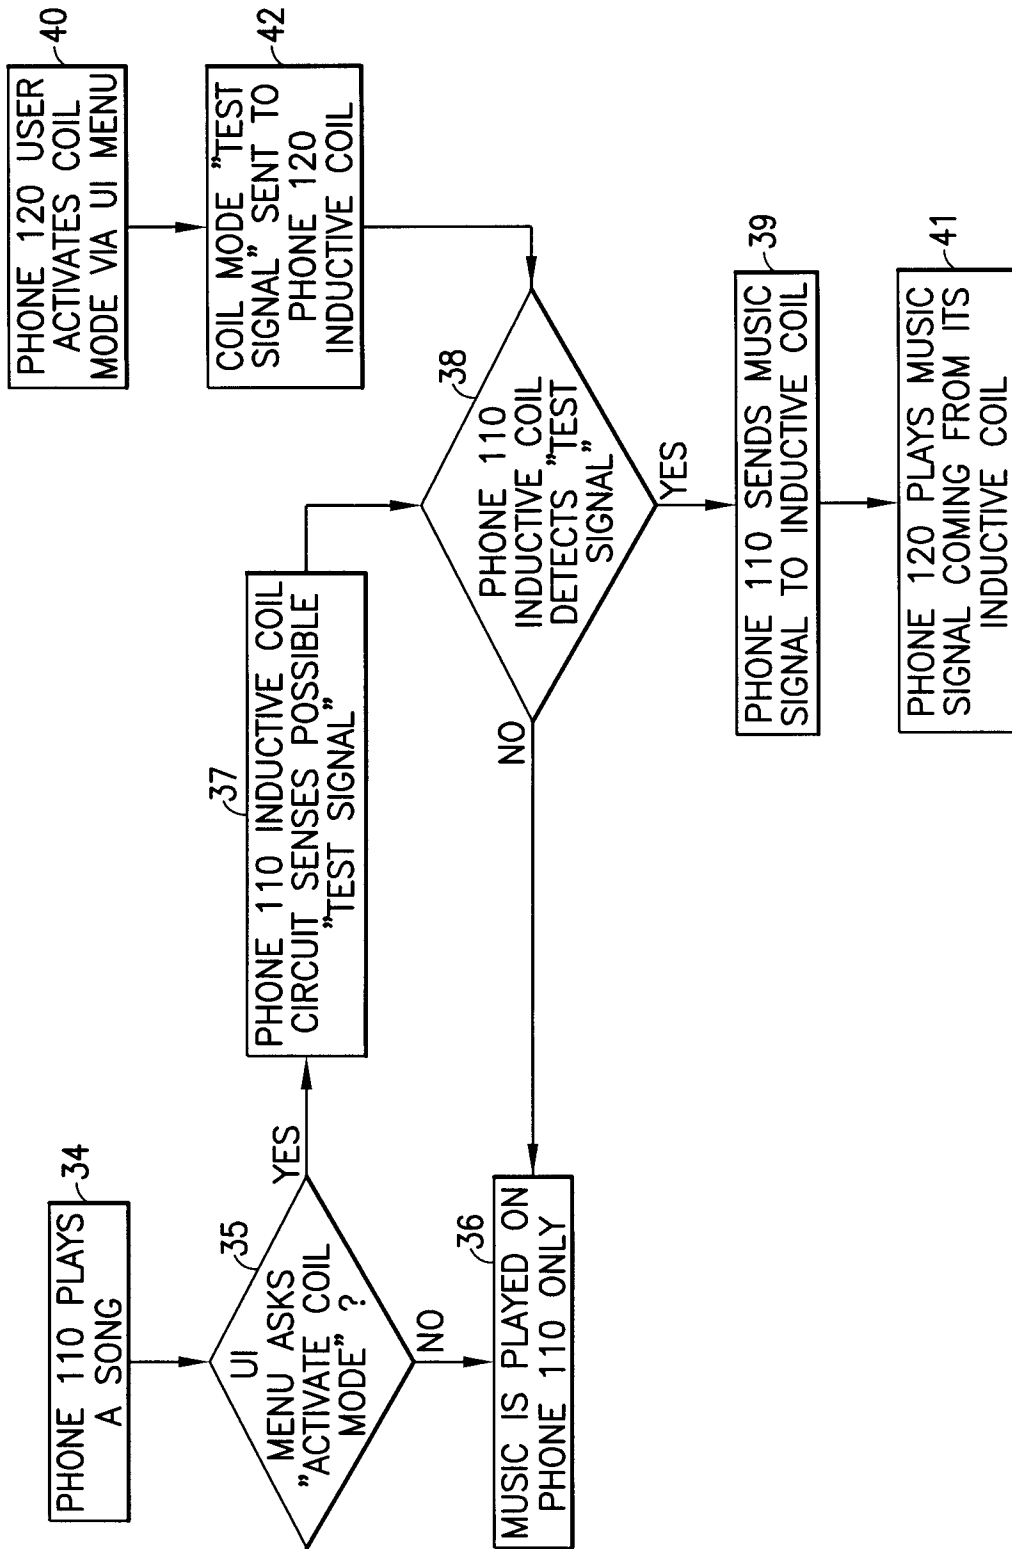 PHONE 110 PLAYS
A SONG
34
UI
MENU ASKS
"ACTIVATE COIL
MODE" ?
35
YES
NO
MUSIC IS PLAYED ON
PHONE 110 ONLY
36
PHONE 110 INDUCTIVE COIL
CIRCUIT SENSES POSSIBLE
"TEST SIGNAL"
37
PHONE 120 USER
ACTIVATES COIL
MODE VIA UI MENU
40
COIL MODE "TEST
SIGNAL" SENT TO
PHONE 120
INDUCTIVE COIL
42
PHONE 110
INDUCTIVE COIL
DETECTS "TEST
SIGNAL"
38
NO
YES
PHONE 110 SENDS MUSIC
SIGNAL TO INDUCTIVE COIL
39
PHONE 120 PLAYS MUSIC
SIGNAL COMING FROM ITS
INDUCTIVE COIL
41